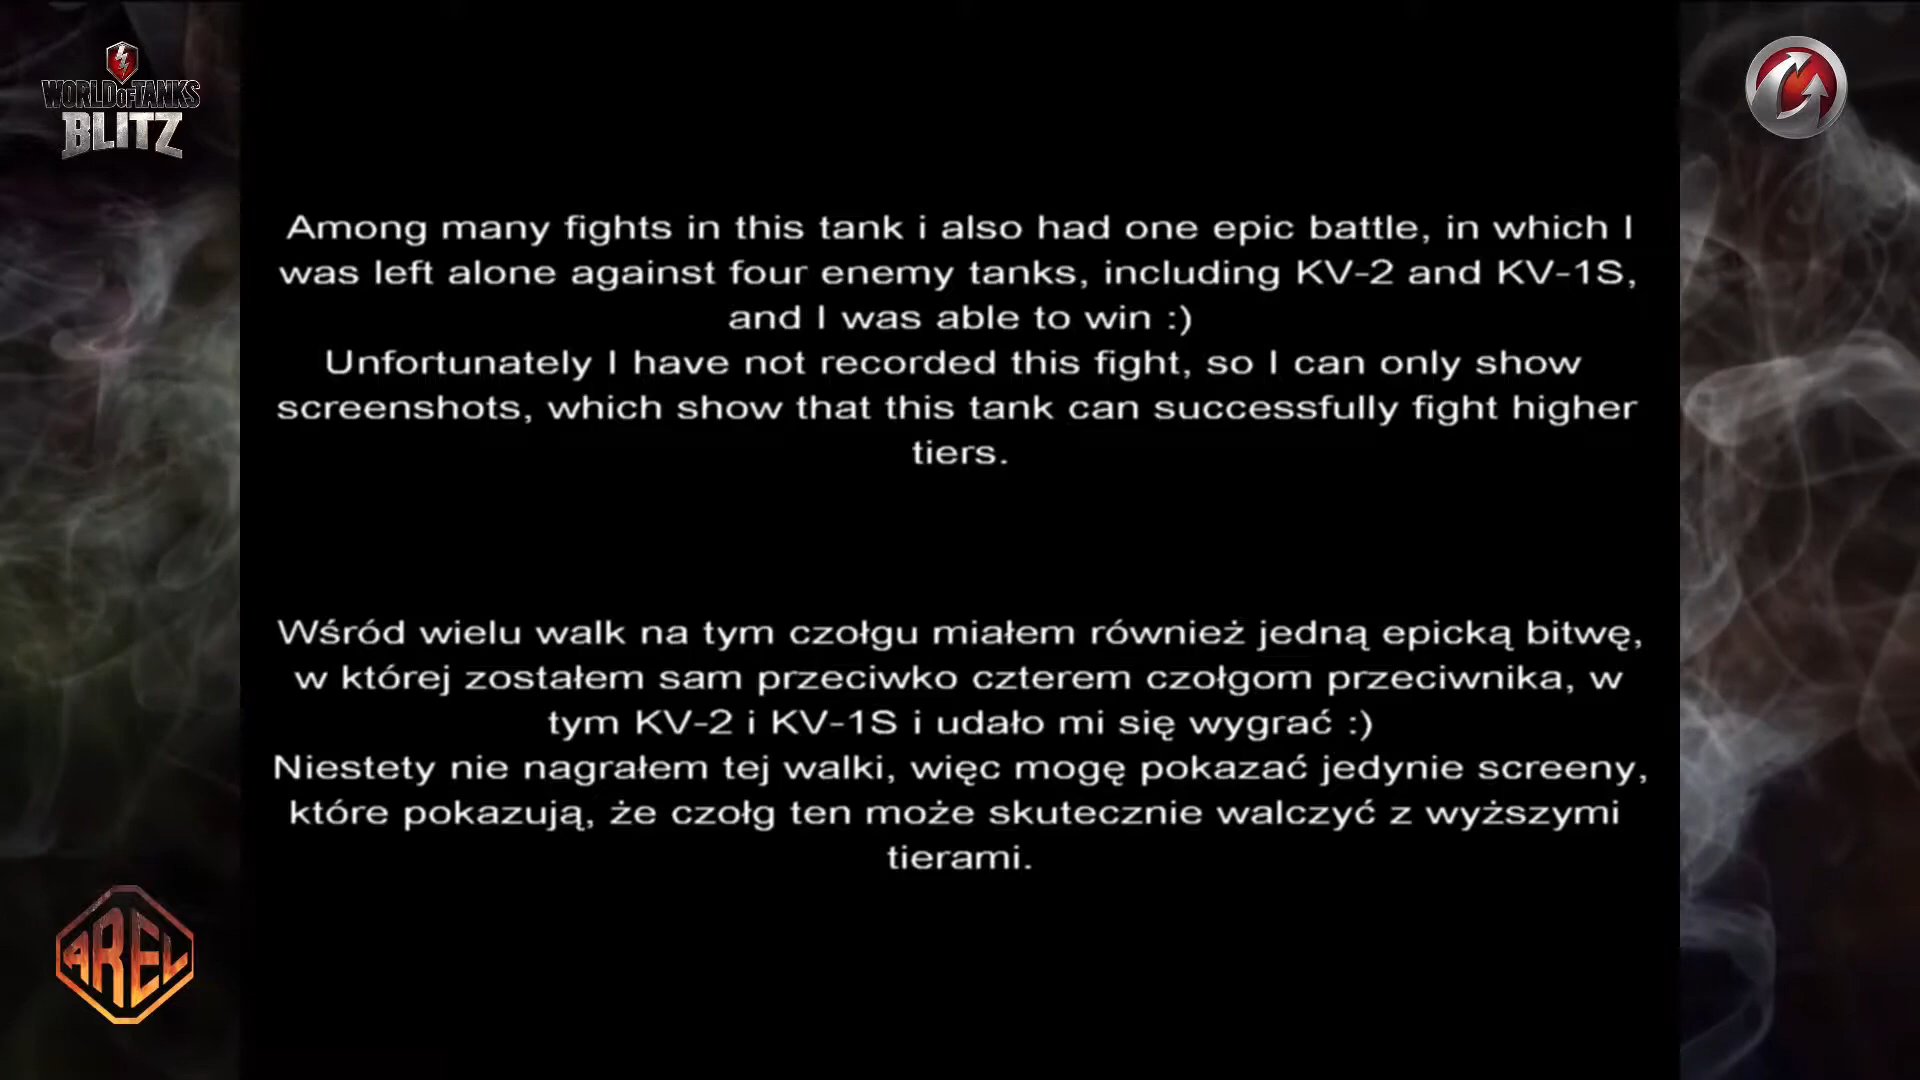 WORLD OF TANKS
BLITZ
Among many fights in this tank i also had one epic battle, in which I
was left alone against four enemy tanks, including KV-2 and KV-1S,
and I was able to win :)
Unfortunately I have not recorded this fight, so I can only show
screenshots, which show that this tank can successfully fight higher
tiers.
Wśród wielu walk na tym czołgu miałem również jedną epicką bitwę,
w której zostałem sam przeciwko czterem czołgom przeciwnika, w
tym KV-2 i KV-1S i udało mi się wygrać :)
Niestety nie nagrałem tej walki, więc mogę pokazać jedynie screeny,
które pokazują, że czołg ten może skutecznie walczyć z wyższymi
tierami.
AREL